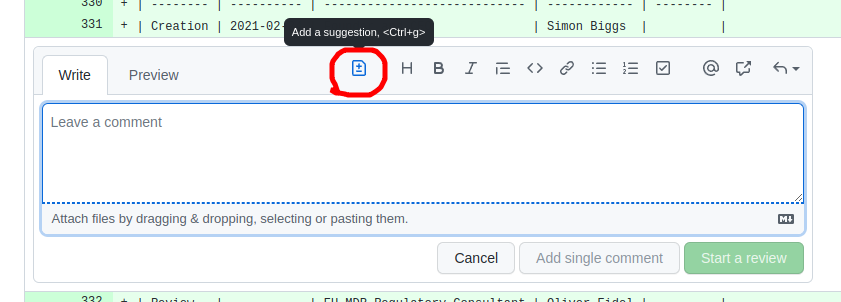 330 + | -------- | -------- | ---------------------------- | ------------ | -------- |
331 + | Creation | 2021-02- | Simon Biggs | |
Add a suggestion, <Ctrl+g>
Write Preview
Leave a comment
Attach files by dragging & dropping, selecting or pasting them.
Cancel Add single comment Start a review
332 + | Review | | EU MDR Regulatory Consultant | Oliver Eidel | |